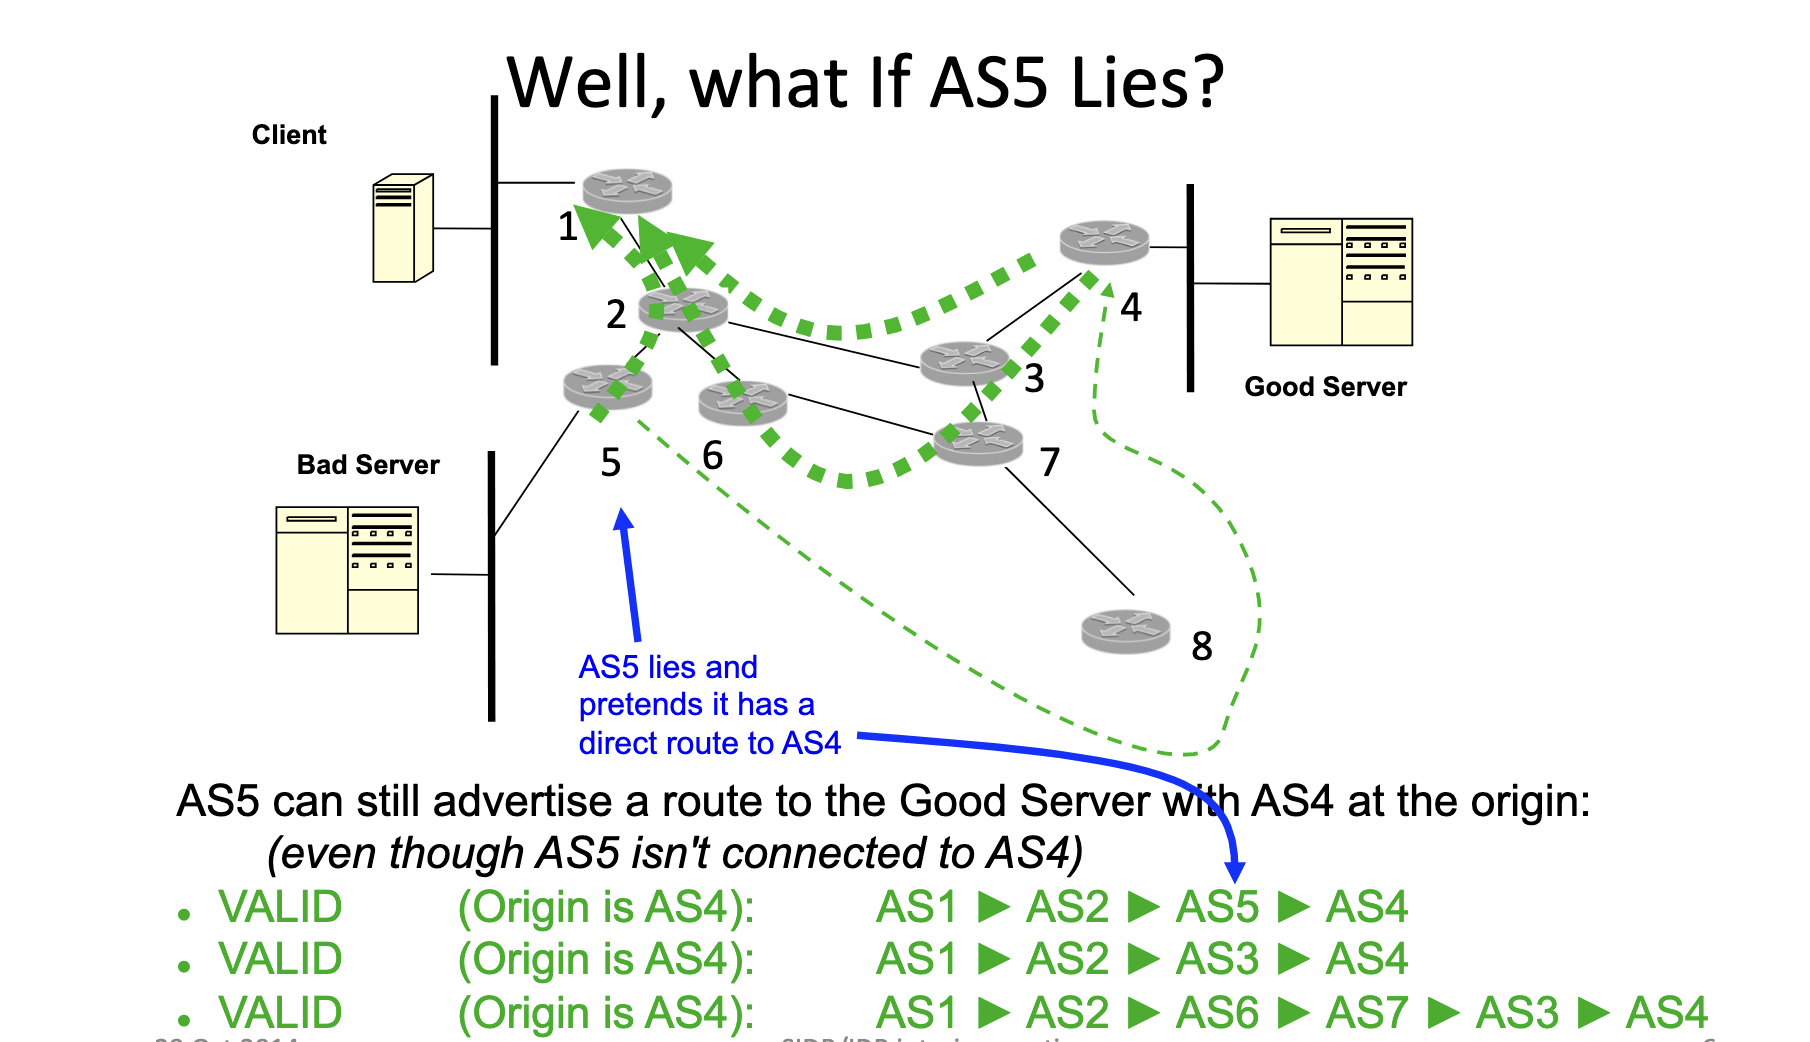 Well, what If AS5 Lies?
Client
1
2
4
3
Good Server
5
6
7
Bad Server
8
AS5 lies and
pretends it has a
direct route to AS4
AS5 can still advertise a route to the Good Server with AS4 at the origin:
(even though AS5 isn't connected to AS4)
• VALID (Origin is AS4): AS1 ► AS2 ► AS5 ► AS4
• VALID (Origin is AS4): AS1 ► AS2 ► AS3 ► AS4
• VALID (Origin is AS4): AS1 ► AS2 ► AS6 ► AS7 ► AS3 ► AS4